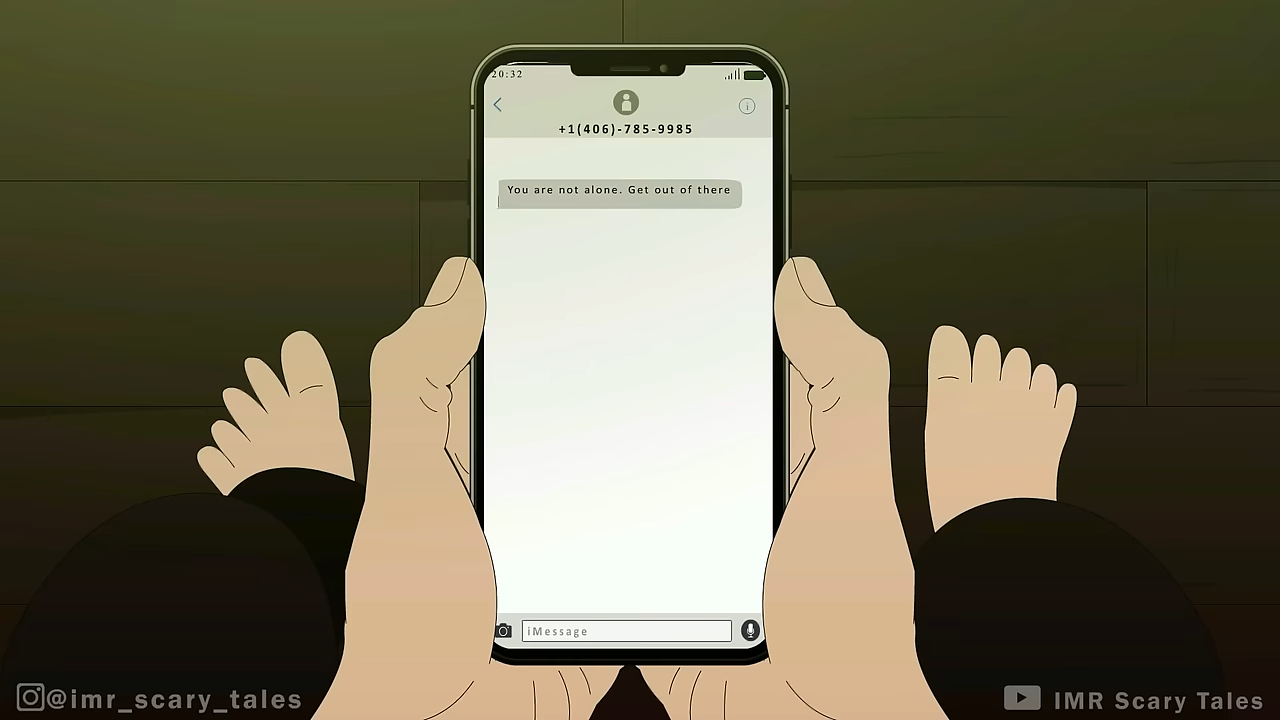 20:32
+1(406)-785-9985
You are not alone. Get out of there
iMessage
@imr_scary_tales
IMR Scary Tales